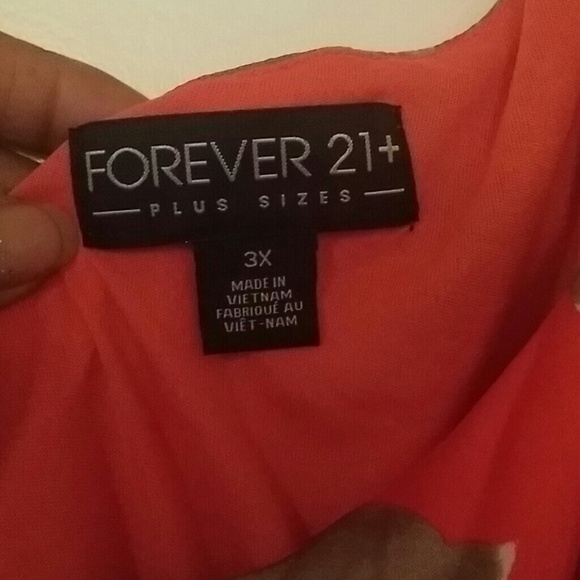 FOREVER 21+
PLUS SIZES
3X
MADE IN
VIETNAM
FABRIQUÉ AU
VIÊT-NAM